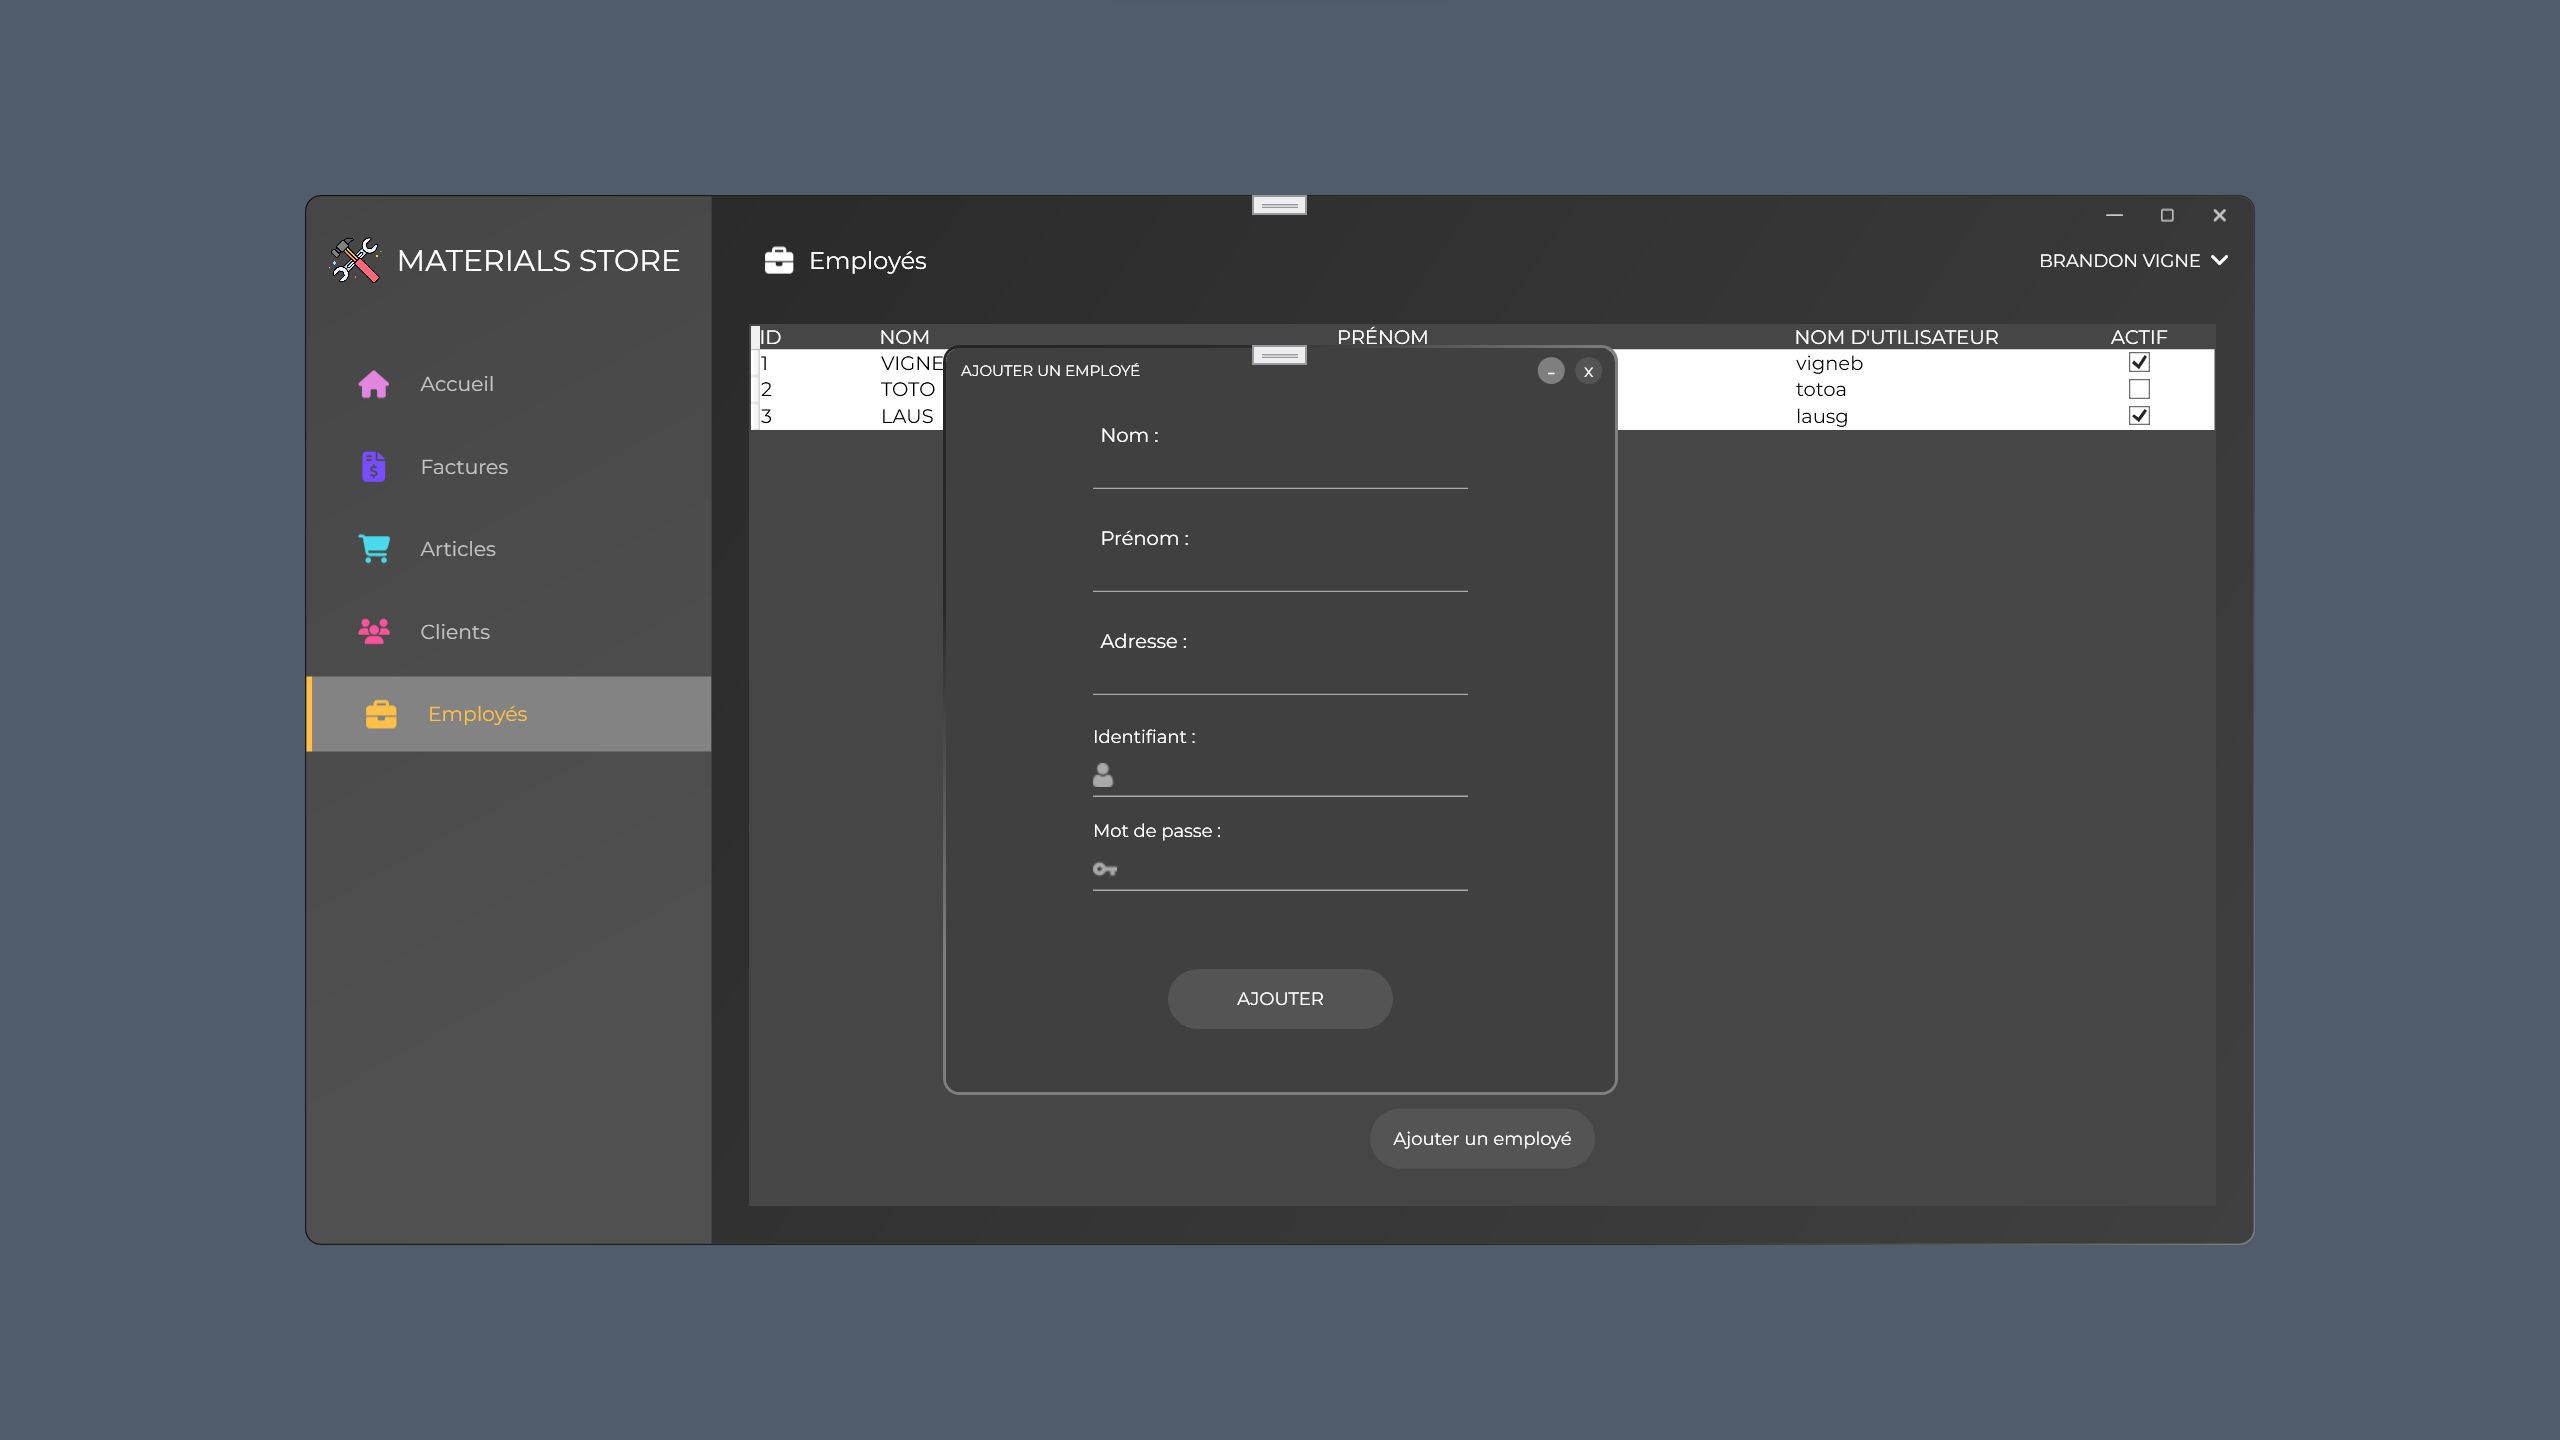 MATERIALS STORE
Accueil
Factures
Articles
Clients
Employés
Employés
BRANDON VIGNE
ID NOM PRÉNOM NOM D'UTILISATEUR ACTIF
1 VIGNE vigneb
2 TOTO totoa
3 LAUS lausg
AJOUTER UN EMPLOYÉ
- X
Nom :
Prénom :
Adresse :
Identifiant :
Mot de passe :
AJOUTER
Ajouter un employé